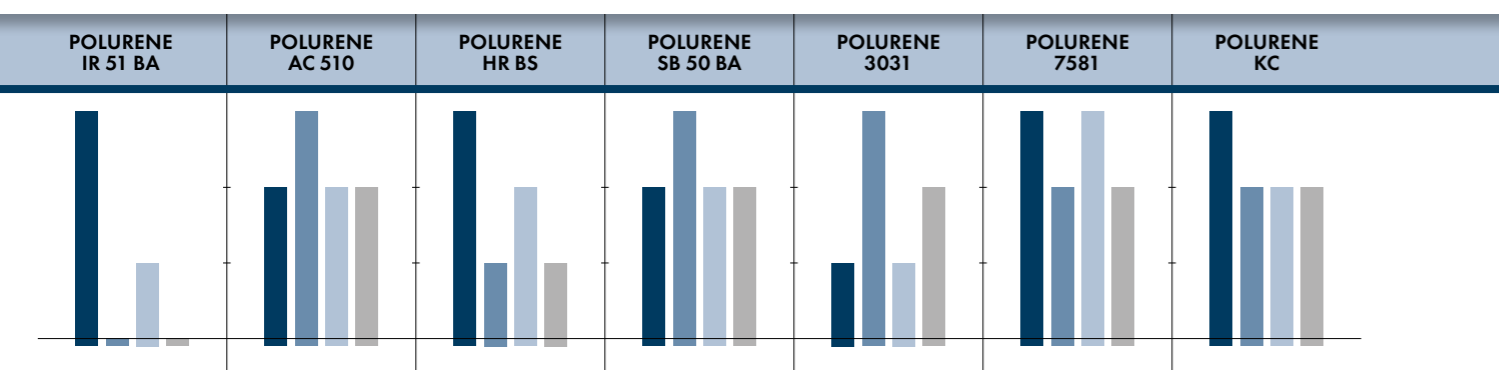 POLURENE
IR 51 BA
POLURENE
AC 510
POLURENE
HR BS
POLURENE
SB 50 BA
POLURENE
3031
POLURENE
7581
POLURENE
KC